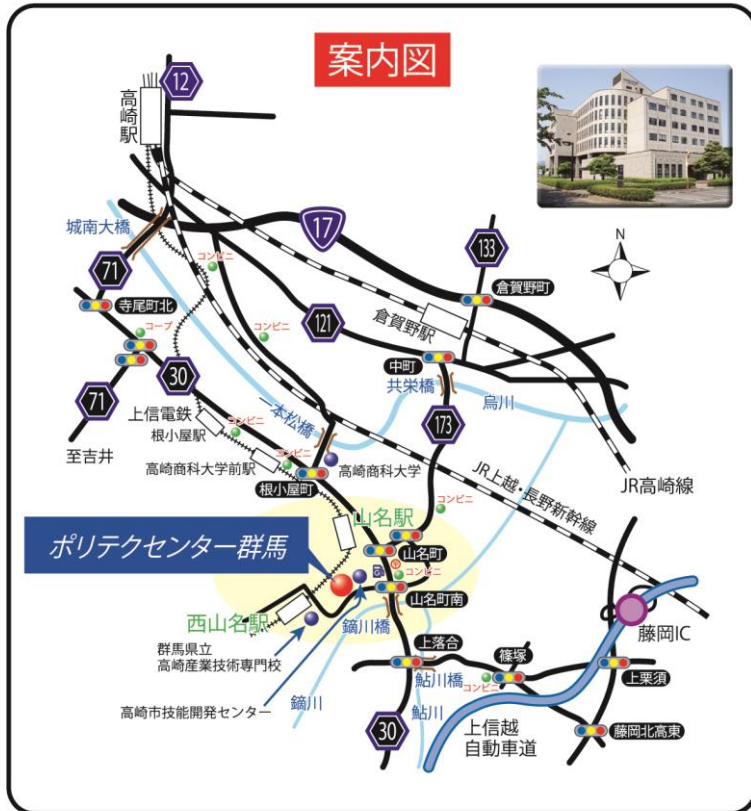 案内図
12
高崎駅
N
城南大橋
17
133
71
コンビニ
倉賀野町
寺尾町北
コープ
コンビニ
121
倉賀野駅
30
中町
71
共栄橋
烏川
上信電鉄
一本松橋
173
根小屋駅
コンビニ
至吉井
高崎商科大学前駅
コンビニ
高崎商科大学
JR上越・長野新幹線
JR高崎線
根小屋町
コンビニ
山名駅
ポリテクセンター群馬
山名町
コンビニ
山名町南
西山名駅
鏑川橋
藤岡IC
群馬県立
高崎産業技術専門校
上落合
篠塚
鮎川橋
コンビニ
上栗須
高崎市技能開発センター
鏑川
鮎川
上信越
自動車道
藤岡北高東
30